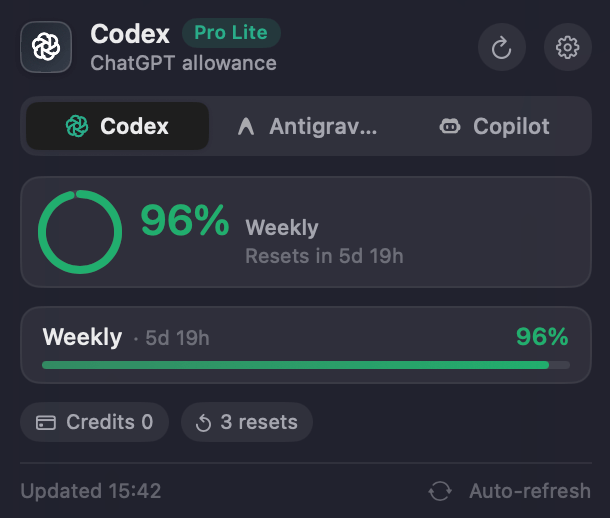 Codex Pro Lite
ChatGPT allowance
Codex Antigrav... Copilot
96% Weekly
Resets in 5d 19h
Weekly · 5d 19h 96%
Credits 0 3 resets
Updated 15:42 Auto-refresh